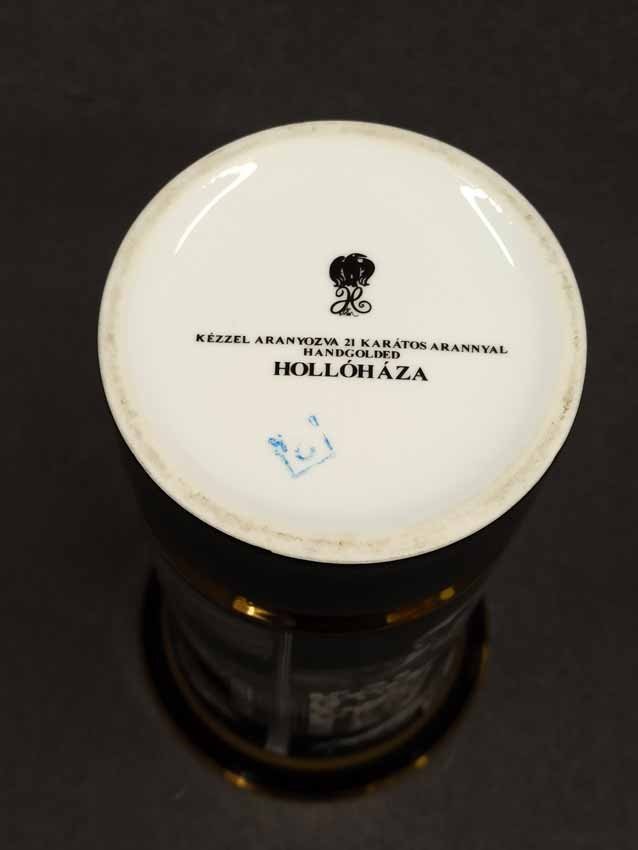 KÉZZEL ARANYOZVA 21 KARÁTOS ARANNYAL
HANDGOLDED
HOLLÓHÁZA